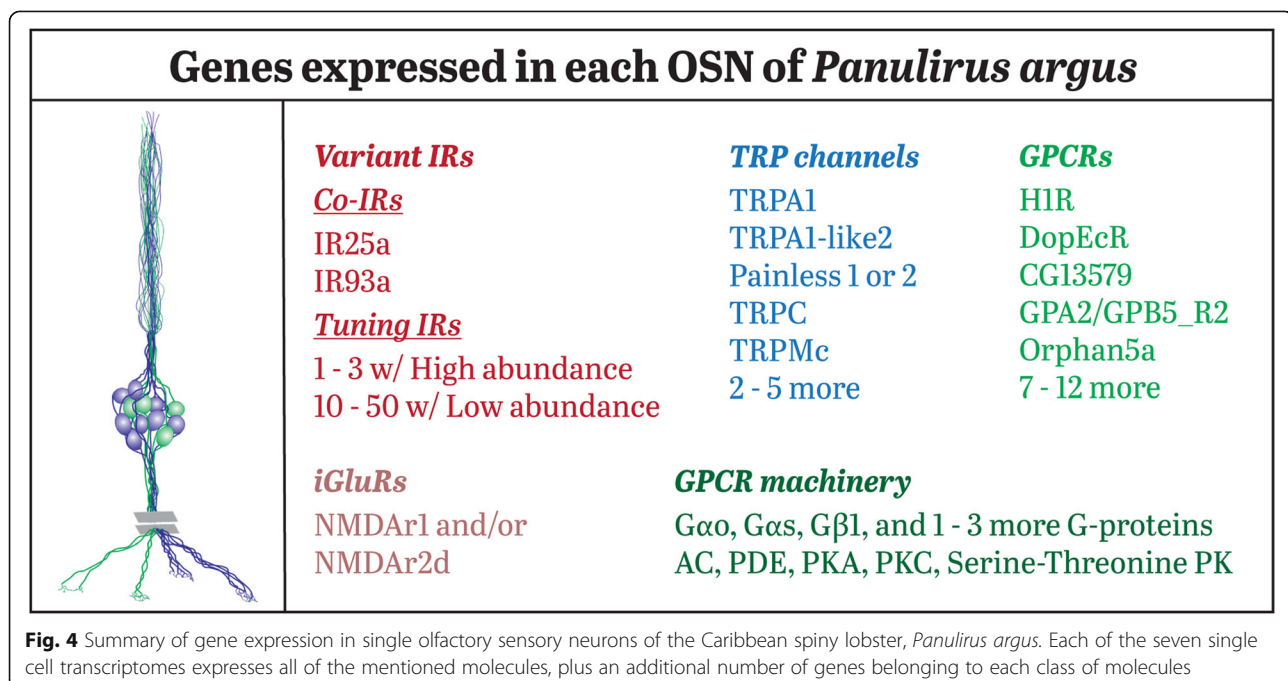 Genes expressed in each OSN of Panulirus argus
Variant IRs
Co-IRs
IR25a
IR93a
Tuning IRs
1 - 3 w/ High abundance
10 - 50 w/ Low abundance
TRP channels
TRPA1
TRPA1-like2
Painless 1 or 2
TRPC
TRPMc
2 - 5 more
GPCRs
H1R
DopEcR
CG13579
GPA2/GPB5_R2
Orphan5a
7 - 12 more
iGluRs
NMDAr1 and/or
NMDAr2d
GPCR machinery
Gαo, Gαs, Gβ1, and 1 - 3 more G-proteins
AC, PDE, PKA, PKC, Serine-Threonine PK
Fig. 4 Summary of gene expression in single olfactory sensory neurons of the Caribbean spiny lobster, Panulirus argus. Each of the seven single
cell transcriptomes expresses all of the mentioned molecules, plus an additional number of genes belonging to each class of molecules